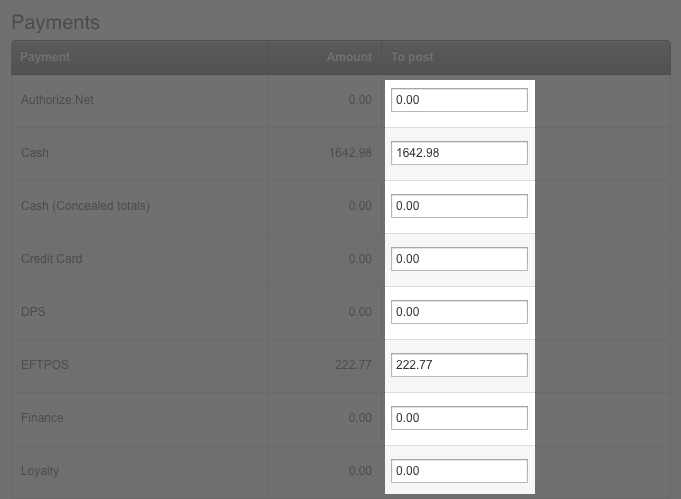 Payments
Payment Amount To post
Authorize.Net 0.00 0.00
Cash 1642.98 1642.98
Cash (Concealed totals) 0.00 0.00
Credit Card 0.00 0.00
DPS 0.00 0.00
EFTPOS 222.77 222.77
Finance 0.00 0.00
Loyalty 0.00 0.00